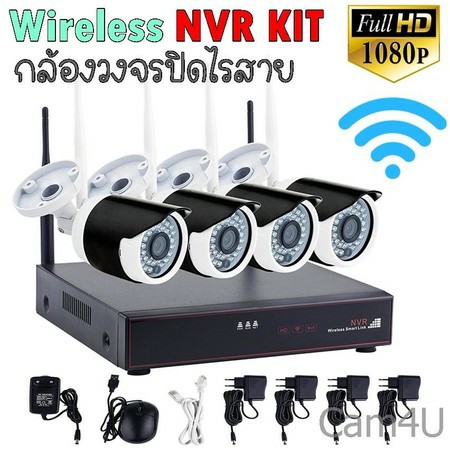 Wireless NVR KIT
กล้องวงจรปิดไร้สาย
Full HD
1080p
NVR
Wireless Smart Link
Cam4U